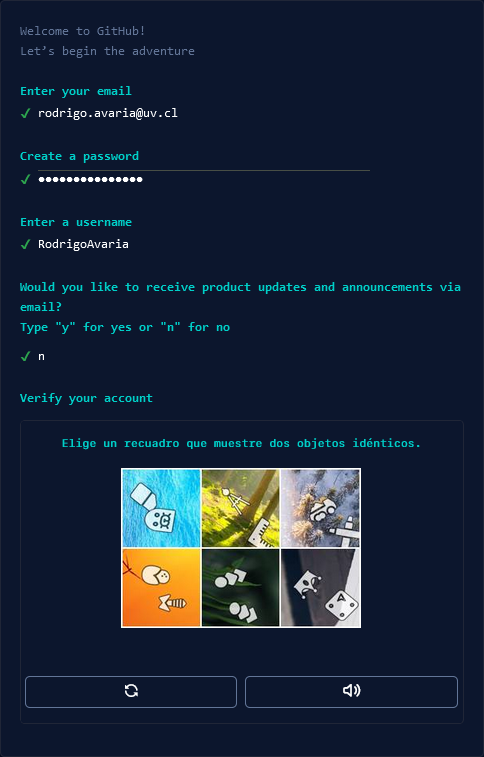 Welcome to GitHub!
Let’s begin the adventure
Enter your email
✓ rodrigo.avaria@uv.cl
Create a password
✓ •••••••••••••••
Enter a username
✓ RodrigoAvaria
Would you like to receive product updates and announcements via
email?
Type "y" for yes or "n" for no
✓ n
Verify your account
Elige un recuadro que muestre dos objetos idénticos.
A